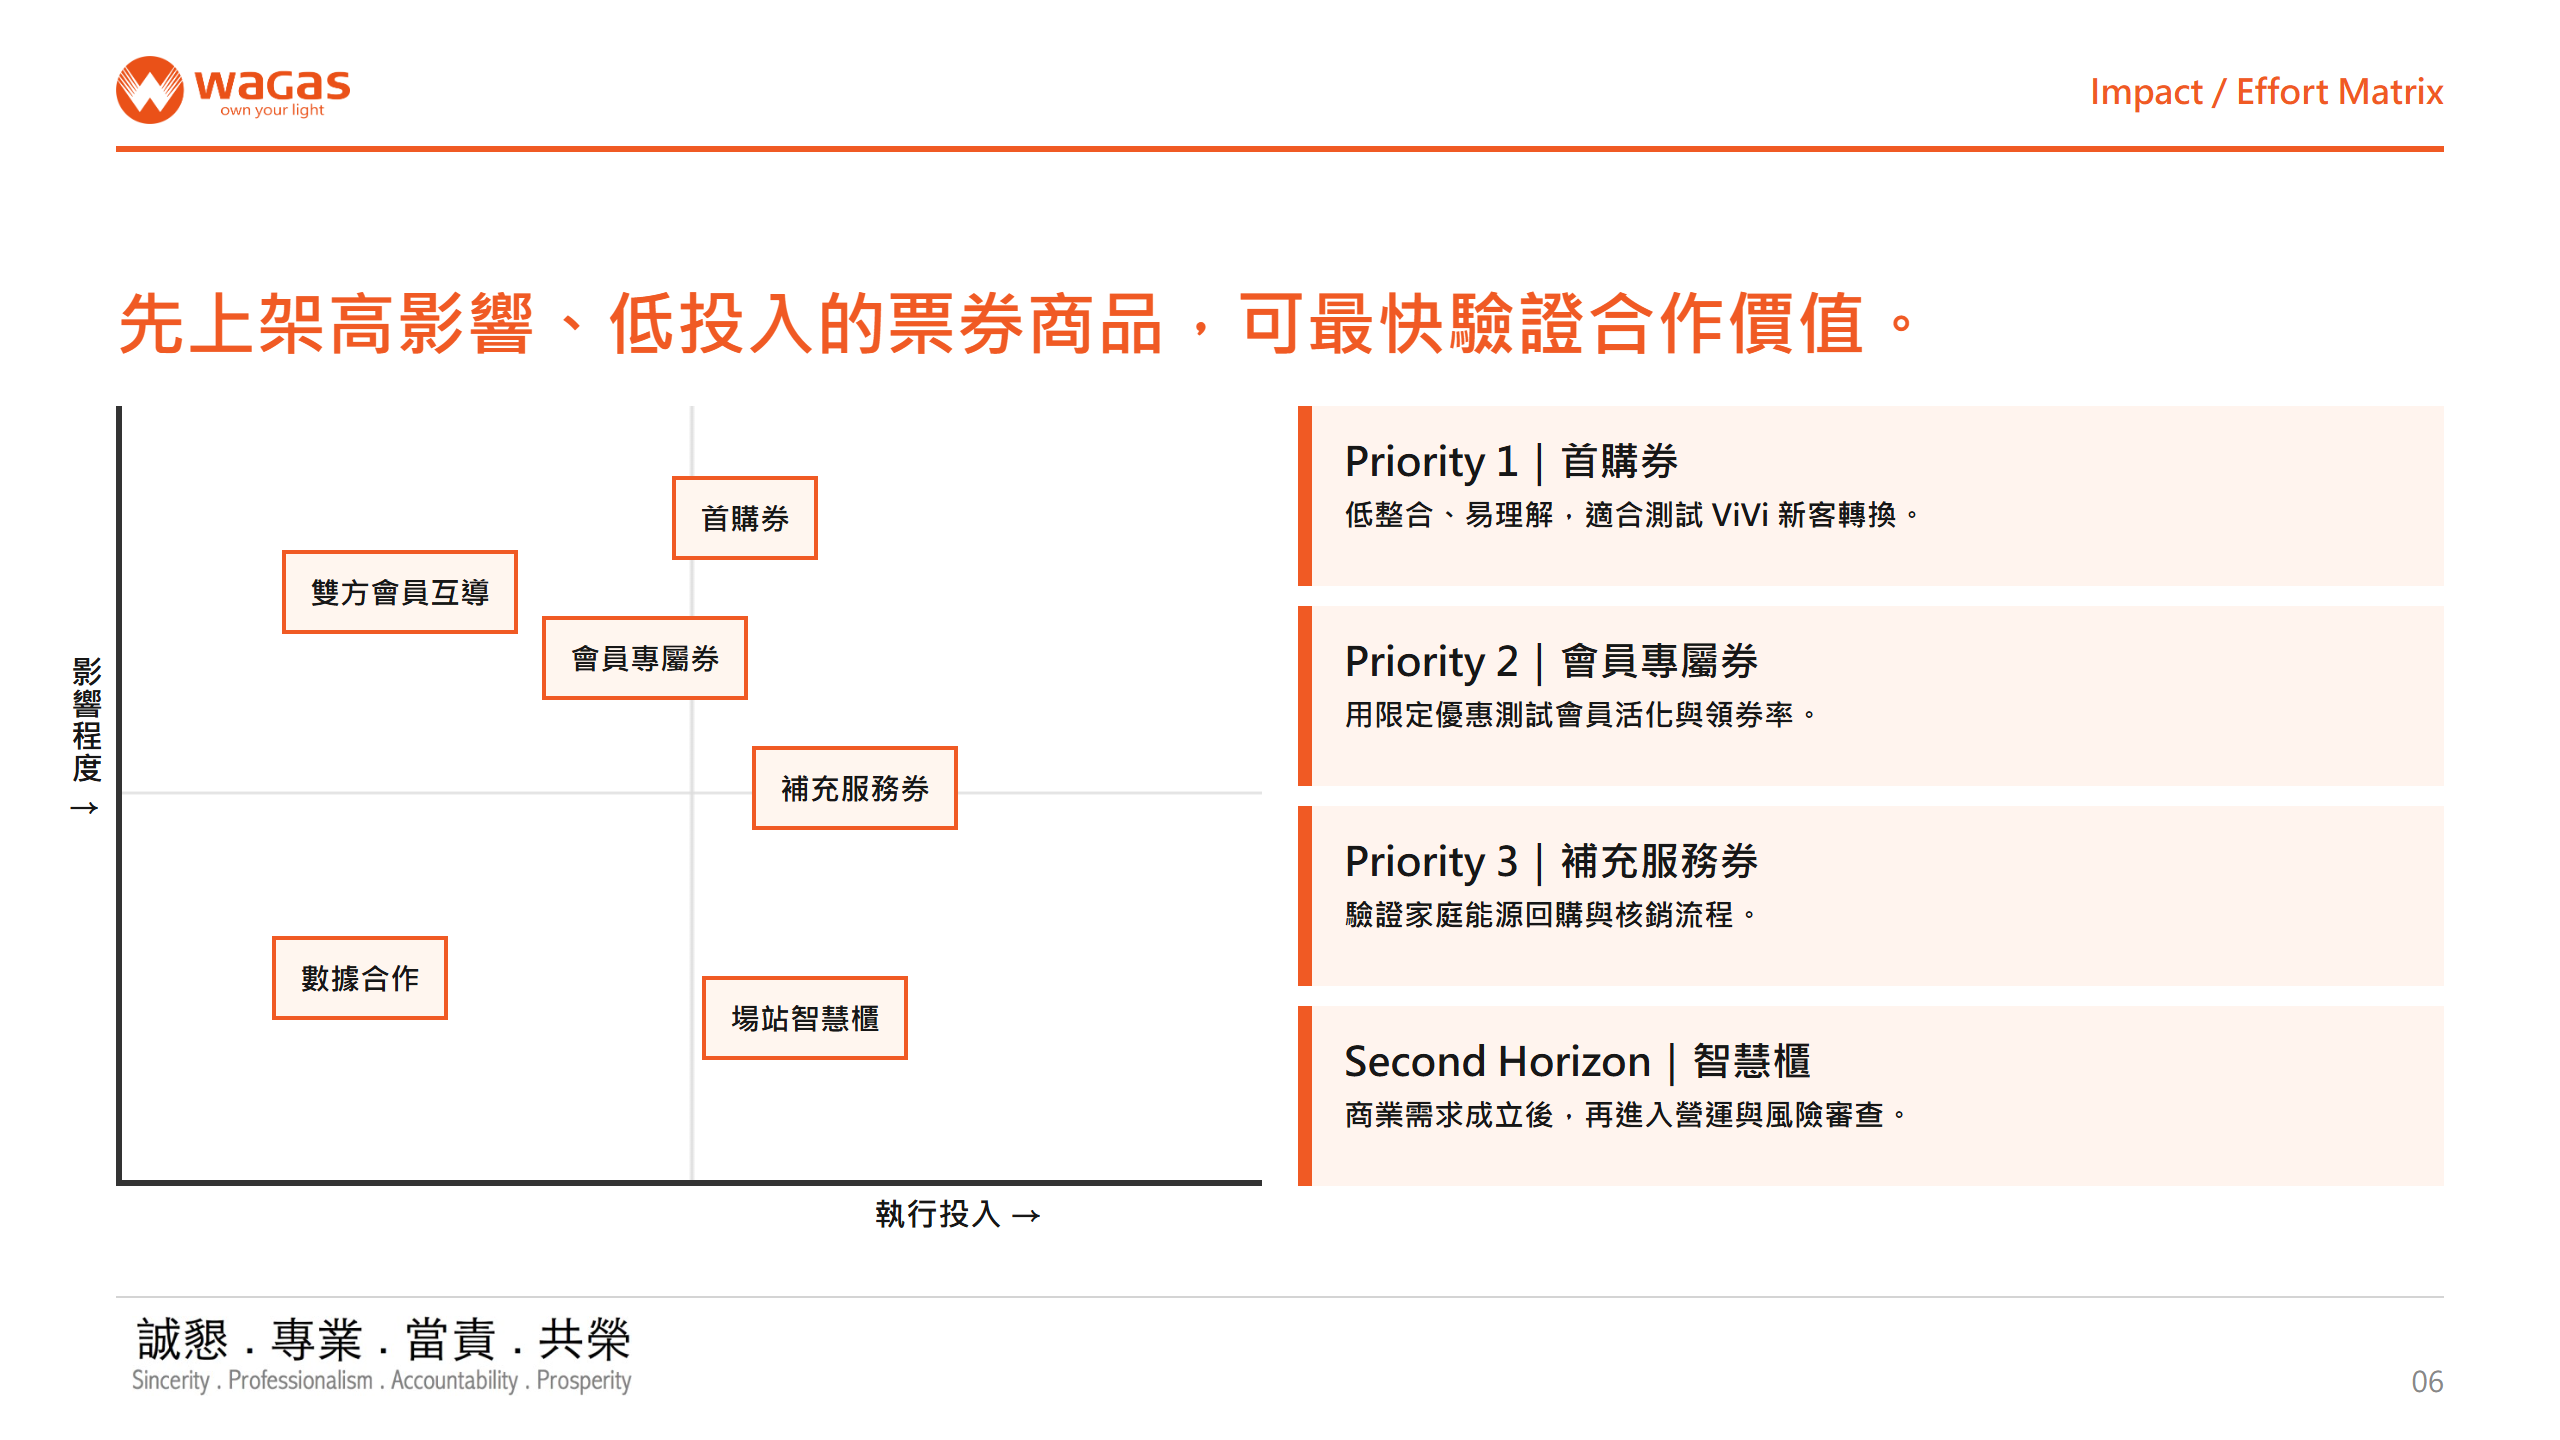 wagas
own your light
Impact / Effort Matrix
先上架高影響、低投入的票券商品，可最快驗證合作價值。
首購券
雙方會員互導
會員專屬券
補充服務券
數據合作
場站智慧櫃
影響程度→
執行投入 →
Priority 1｜首購券
低整合、易理解，適合測試 ViVi 新客轉換。
Priority 2｜會員專屬券
用限定優惠測試會員活化與領券率。
Priority 3｜補充服務券
驗證家庭能源回購與核銷流程。
Second Horizon｜智慧櫃
商業需求成立後，再進入營運與風險審查。
誠懇 . 專業 . 當責 . 共榮
Sincerity . Professionalism . Accountability . Prosperity
06